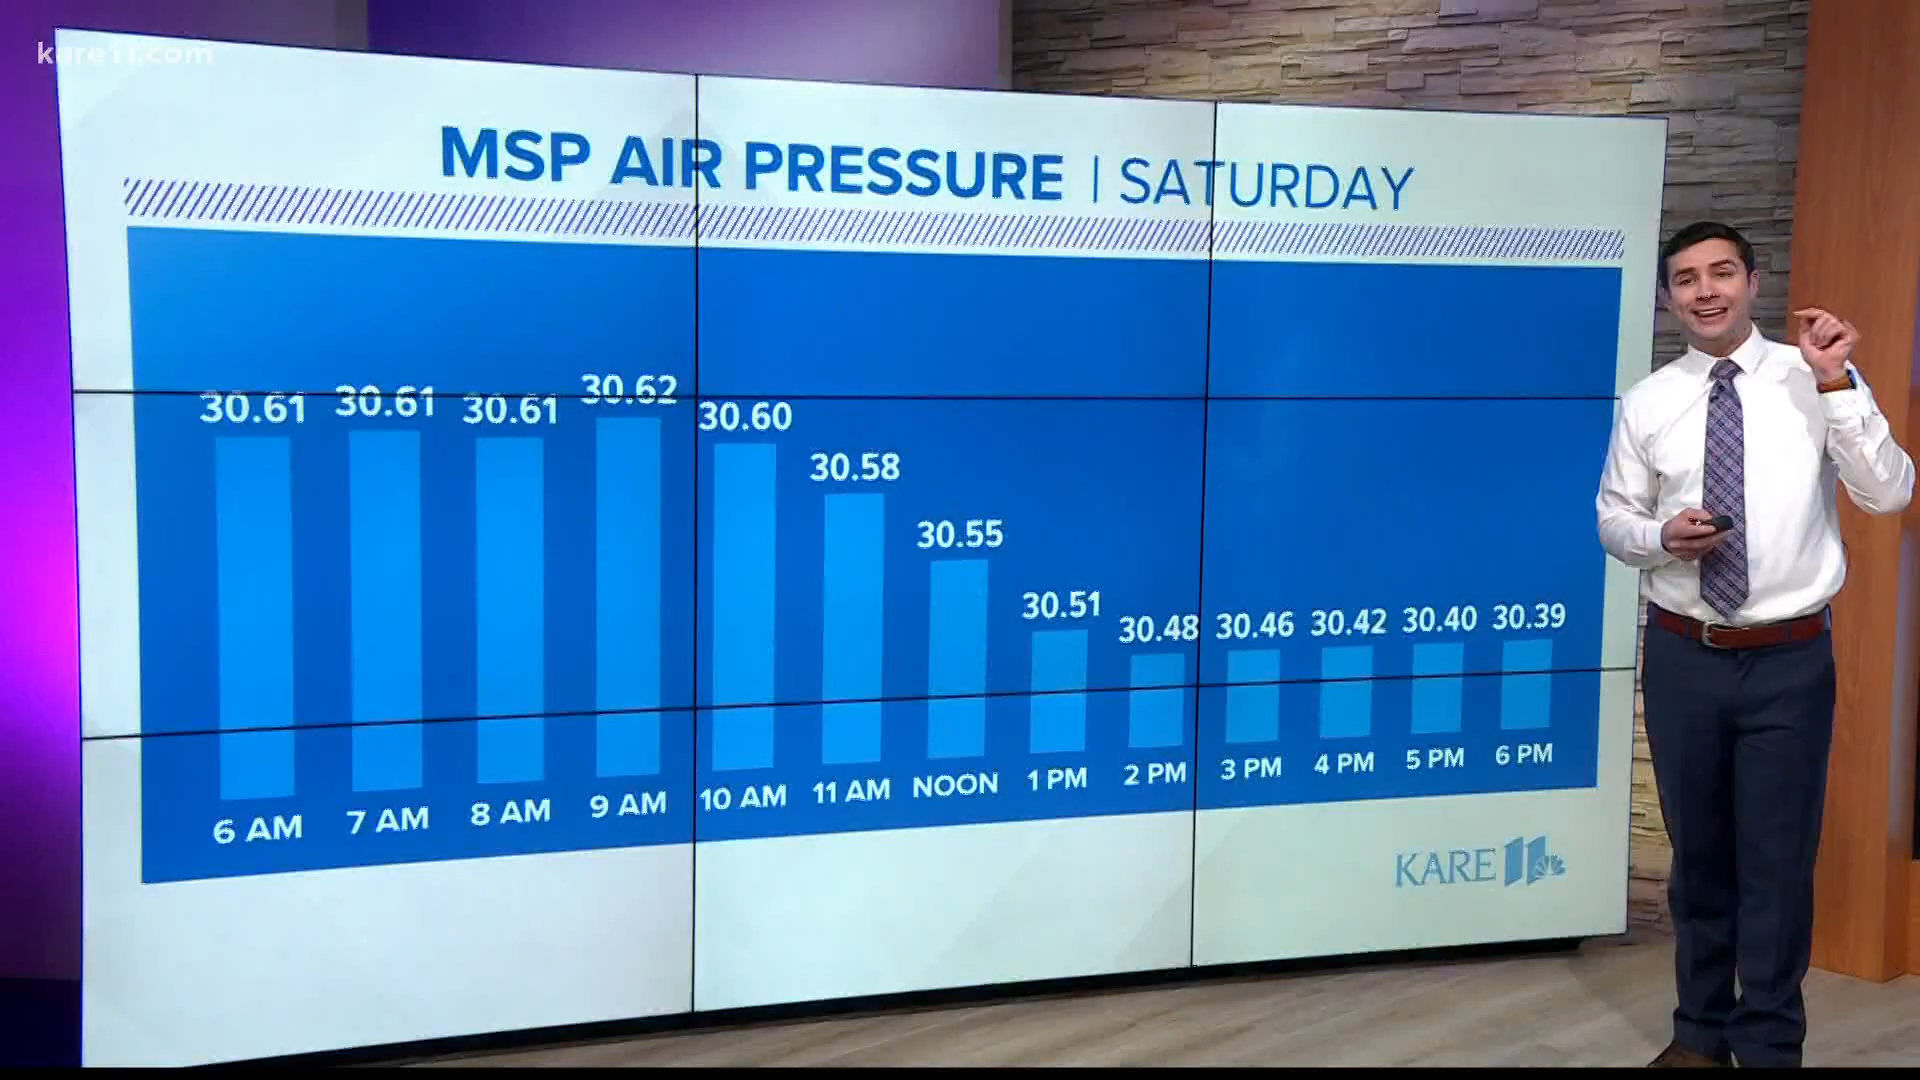 kare11.com
MSP AIR PRESSURE | SATURDAY
30.61 30.61 30.61 30.62 30.60 30.58 30.55 30.51 30.48 30.46 30.42 30.40 30.39
6 AM 7 AM 8 AM 9 AM 10 AM 11 AM NOON 1 PM 2 PM 3 PM 4 PM 5 PM 6 PM
KARE 11